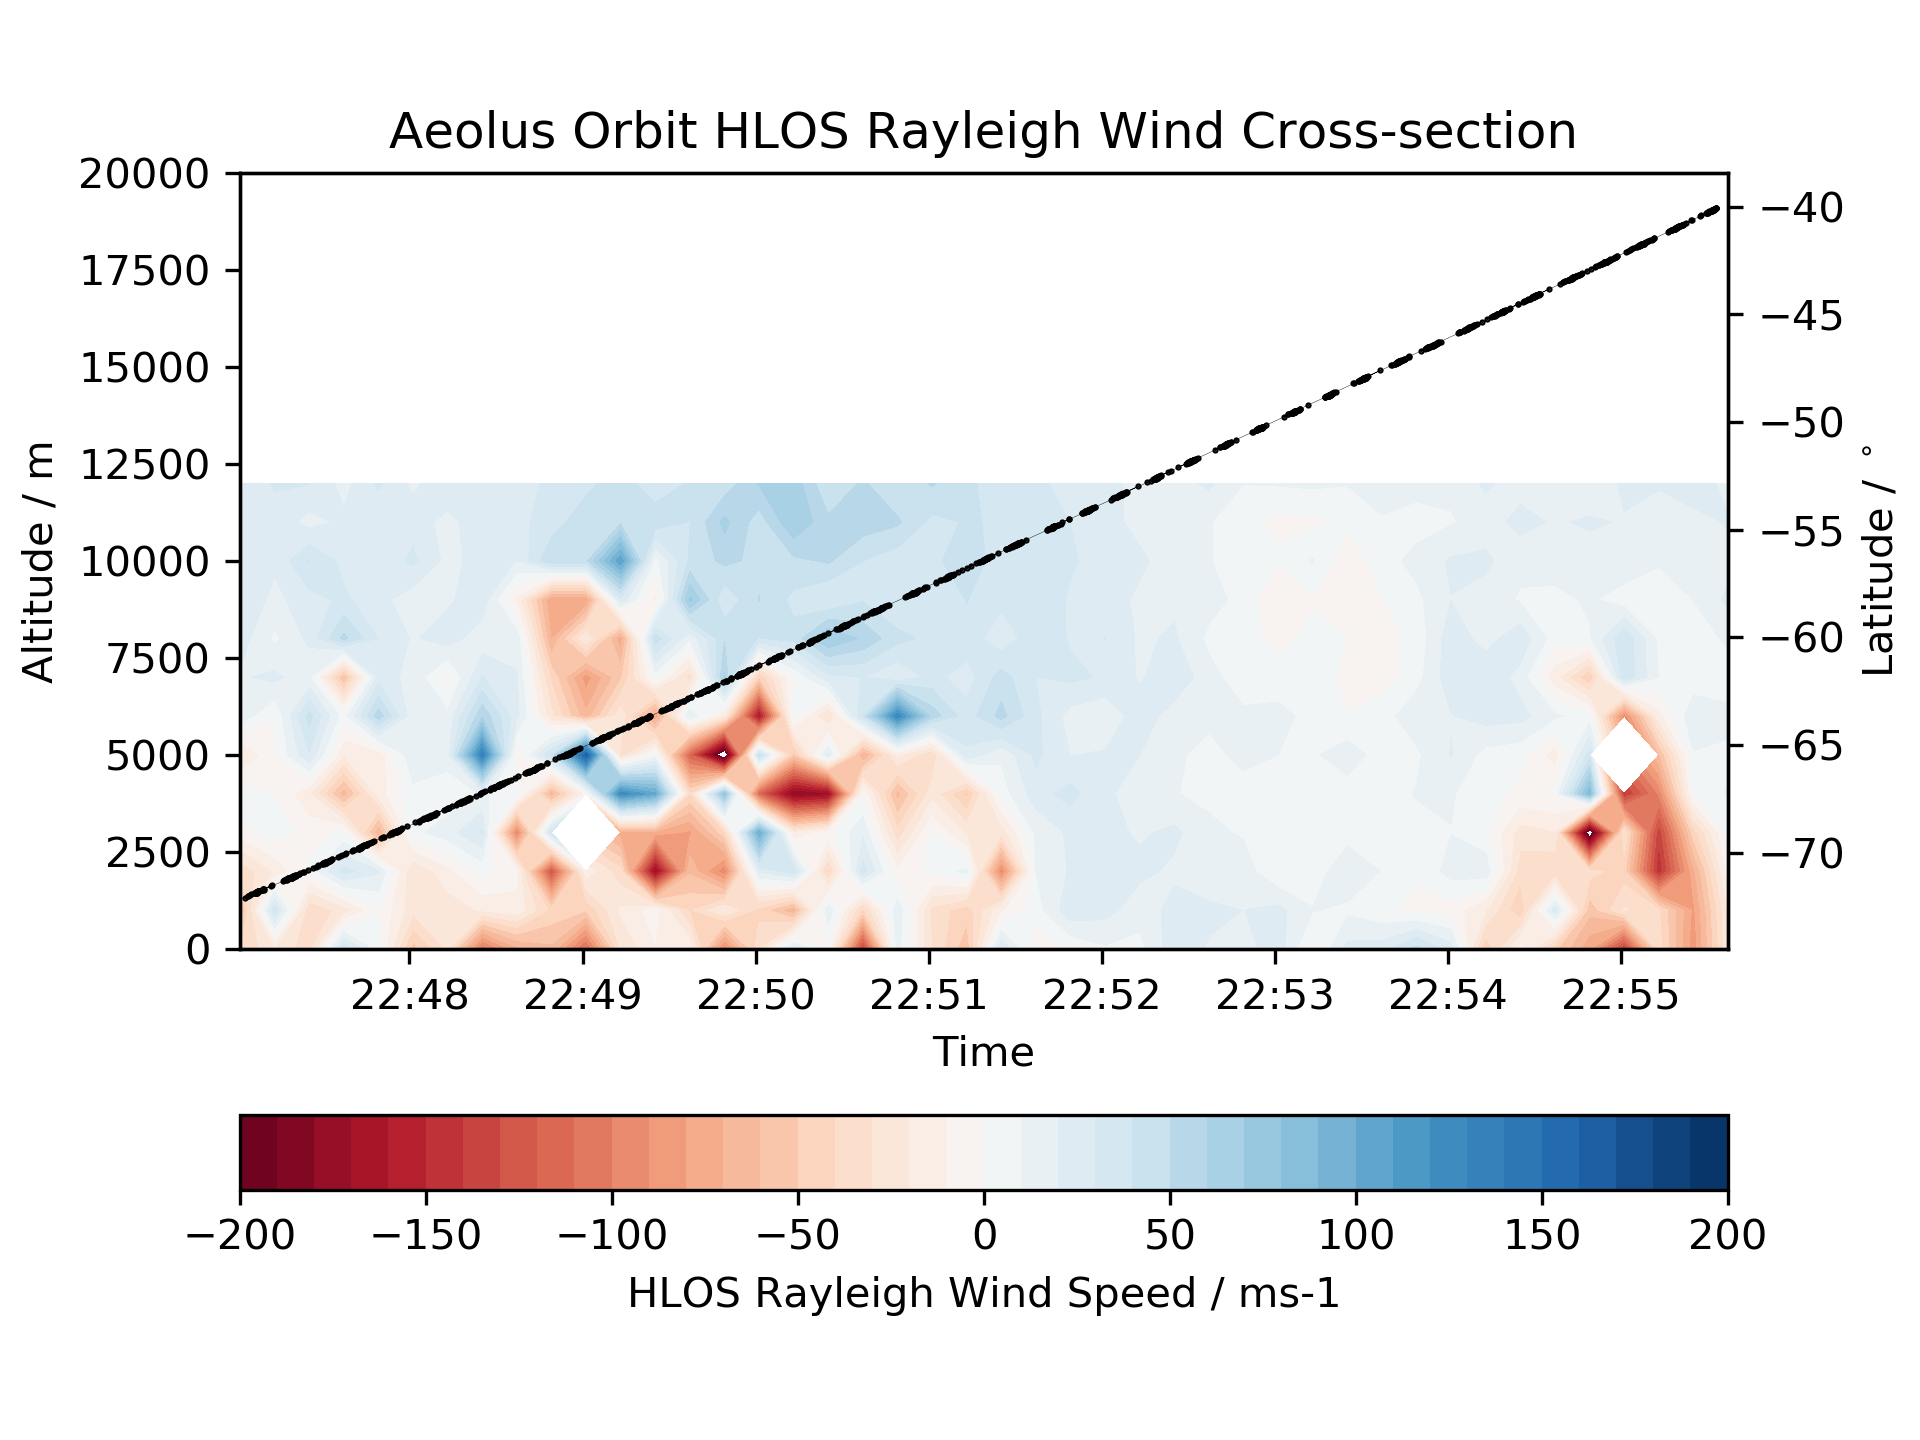 Aeolus Orbit HLOS Rayleigh Wind Cross-section
20000
17500
15000
12500
10000
7500
5000
2500
0
Altitude / m
−40
−45
−50
−55
−60
−65
−70
Latitude / °
22:48 22:49 22:50 22:51 22:52 22:53 22:54 22:55
Time
−200 −150 −100 −50 0 50 100 150 200
HLOS Rayleigh Wind Speed / ms-1